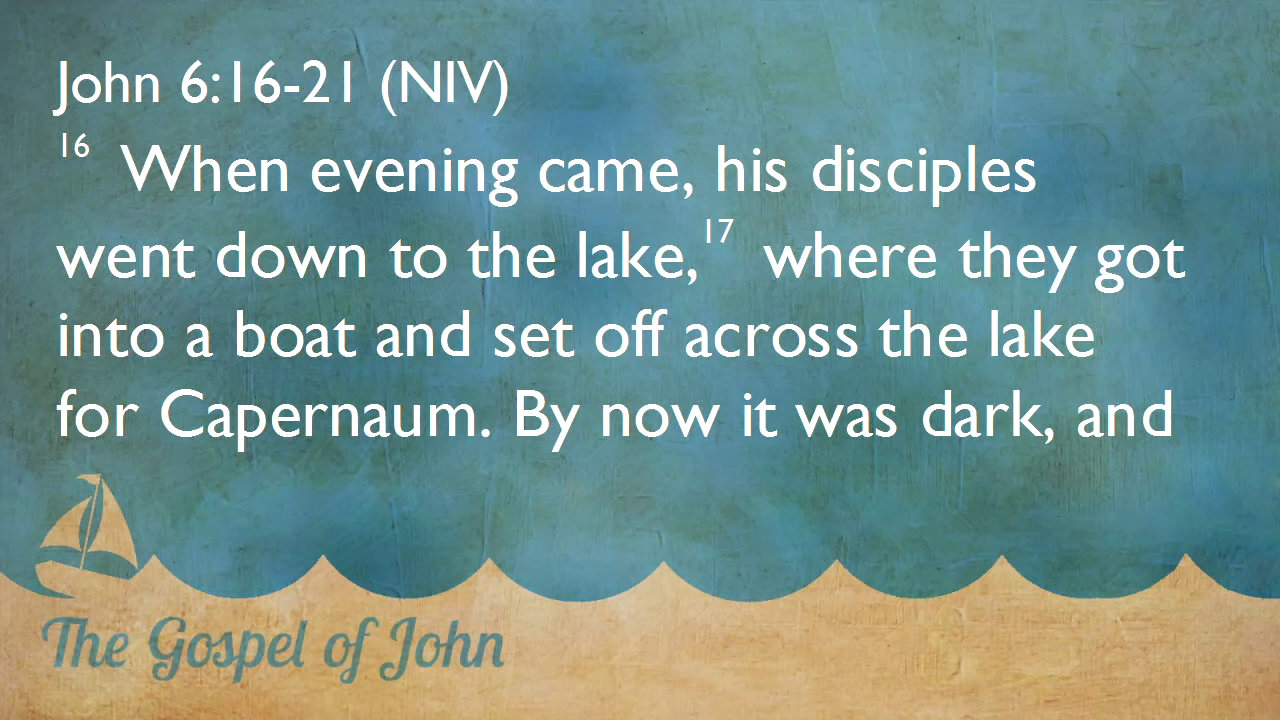 John 6:16-21 (NIV)
16 When evening came, his disciples
went down to the lake,17 where they got
into a boat and set off across the lake
for Capernaum. By now it was dark, and
The Gospel of John